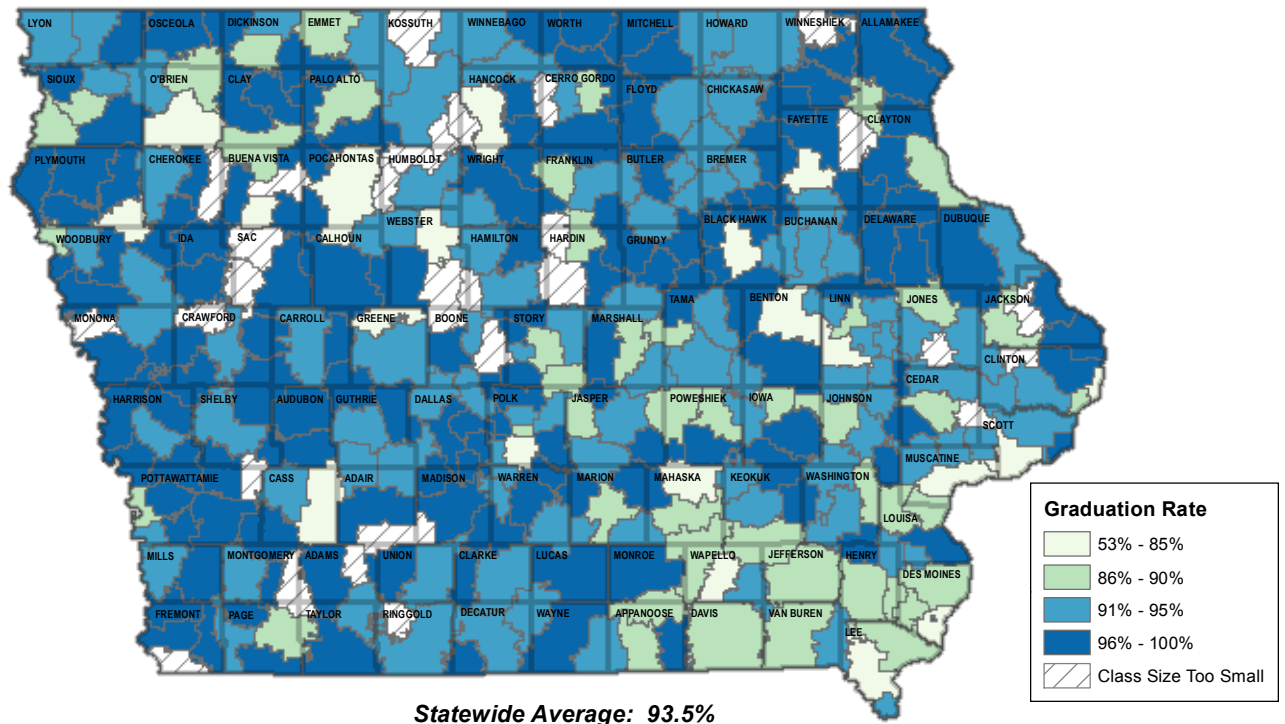 LYON OSCEOLA DICKINSON EMMET KOSSUTH WINNEBAGO WORTH MITCHELL HOWARD WINNESHIEK ALLAMAKEE
SIOUX O'BRIEN CLAY PALO ALTO HANCOCK CERRO GORDO FLOYD CHICKASAW
FAYETTE CLAYTON
PLYMOUTH CHEROKEE BUENA VISTA POCAHONTAS HUMBOLDT WRIGHT FRANKLIN BUTLER BREMER
WEBSTER BLACK HAWK BUCHANAN DELAWARE DUBUQUE
WOODBURY IDA SAC CALHOUN HAMILTON HARDIN GRUNDY
TAMA BENTON LINN JONES JACKSON
MONONA CRAWFORD CARROLL GREENE BOONE STORY MARSHALL
CLINTON
CEDAR
HARRISON SHELBY AUDUBON GUTHRIE DALLAS POLK JASPER POWESHIEK IOWA JOHNSON
SCOTT
MUSCATINE
POTTAWATTAMIE CASS ADAIR MADISON WARREN MARION MAHASKA KEOKUK WASHINGTON
LOUISA
MILLS MONTGOMERY ADAMS UNION CLARKE LUCAS MONROE WAPELLO JEFFERSON HENRY
DES MOINES
FREMONT PAGE TAYLOR RINGGOLD DECATUR WAYNE APPANOOSE DAVIS VAN BUREN
LEE
Graduation Rate
53% - 85%
86% - 90%
91% - 95%
96% - 100%
Class Size Too Small
Statewide Average: 93.5%